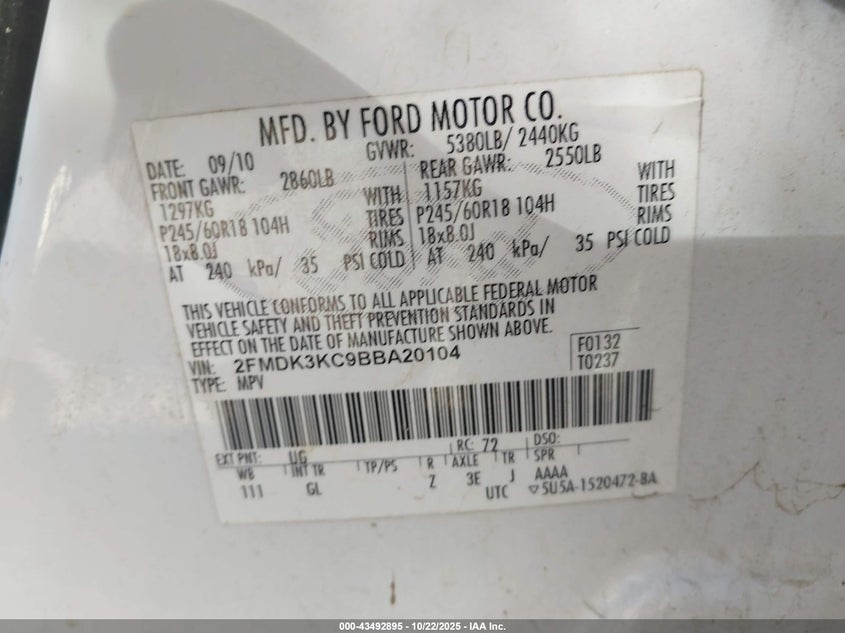 MFD. BY FORD MOTOR CO.
DATE: 09/10 GVWR: 5380LB/ 2440KG
FRONT GAWR: 2860LB REAR GAWR: 2550LB
1297KG WITH 1157KG WITH
P245/60R18 104H TIRES P245/60R18 104H TIRES
18x8.0J RIMS 18x8.0J RIMS
AT 240 kPa/ 35 PSI COLD AT 240 kPa/ 35 PSI COLD
THIS VEHICLE CONFORMS TO ALL APPLICABLE FEDERAL MOTOR
VEHICLE SAFETY AND THEFT PREVENTION STANDARDS IN
EFFECT ON THE DATE OF MANUFACTURE SHOWN ABOVE.
VIN: 2FMDK3KC9BBA20104 F0132
TYPE: MPV T0237
EXT PNT: UG RC: 72 DSO:
WB INT TR TP/PS R AXLE TR SPR
111 GL Z 3E J AAAA
UTC ▽5U5A-1520472-BA
000-43492895 - 10/22/2025 - IAA Inc.